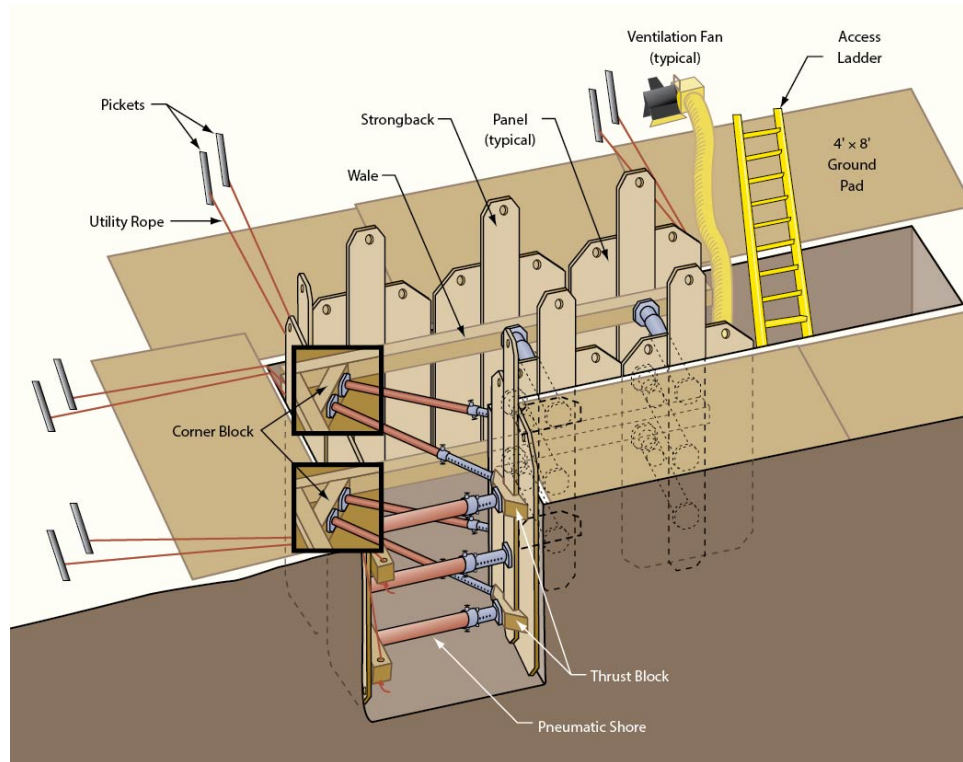 Ventilation Fan
(typical)
Access
Ladder
Pickets
Strongback
Panel
(typical)
4' × 8'
Ground
Pad
Wale
Utility Rope
Corner Block
Thrust Block
Pneumatic Shore